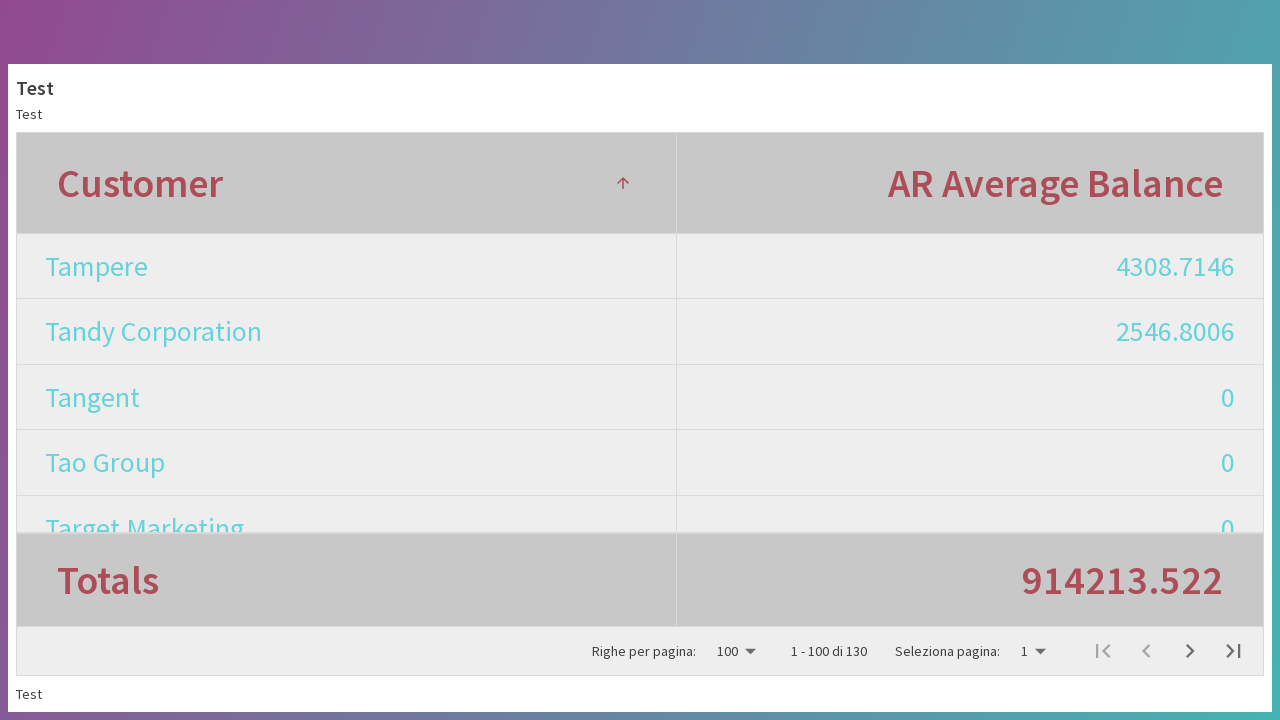 Test
Test
Customer AR Average Balance
Tampere 4308.7146
Tandy Corporation 2546.8006
Tangent 0
Tao Group 0
Target Marketing 0
Totals 914213.522
Righe per pagina: 100 1 - 100 di 130 Seleziona pagina: 1
Test